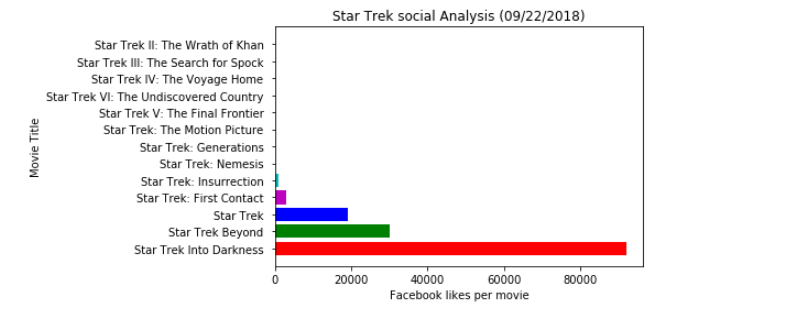 Star Trek social Analysis (09/22/2018)
Star Trek II: The Wrath of Khan
Star Trek III: The Search for Spock
Star Trek IV: The Voyage Home
Star Trek VI: The Undiscovered Country
Star Trek V: The Final Frontier
Star Trek: The Motion Picture
Star Trek: Generations
Star Trek: Nemesis
Star Trek: Insurrection
Star Trek: First Contact
Star Trek
Star Trek Beyond
Star Trek Into Darkness
Movie Title
0 20000 40000 60000 80000
Facebook likes per movie